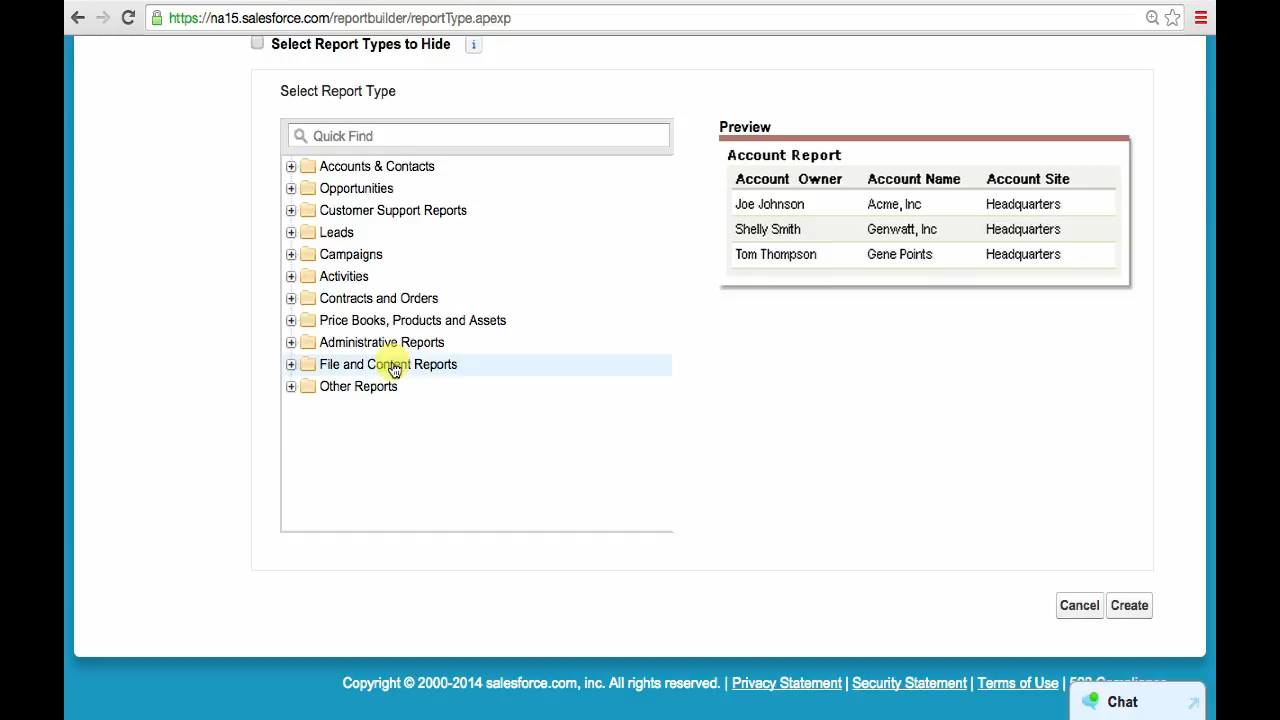 https://na15.salesforce.com/reportbuilder/reportType.apexp
Select Report Types to Hide
i
Select Report Type
Quick Find
Accounts & Contacts
Opportunities
Customer Support Reports
Leads
Campaigns
Activities
Contracts and Orders
Price Books, Products and Assets
Administrative Reports
File and Content Reports
Other Reports
Preview
Account Report
Account Owner Account Name Account Site
Joe Johnson Acme, Inc Headquarters
Shelly Smith Genwatt, Inc Headquarters
Tom Thompson Gene Points Headquarters
Cancel Create
Copyright © 2000-2014 salesforce.com, inc. All rights reserved. | Privacy Statement | Security Statement | Terms of Use |
Chat